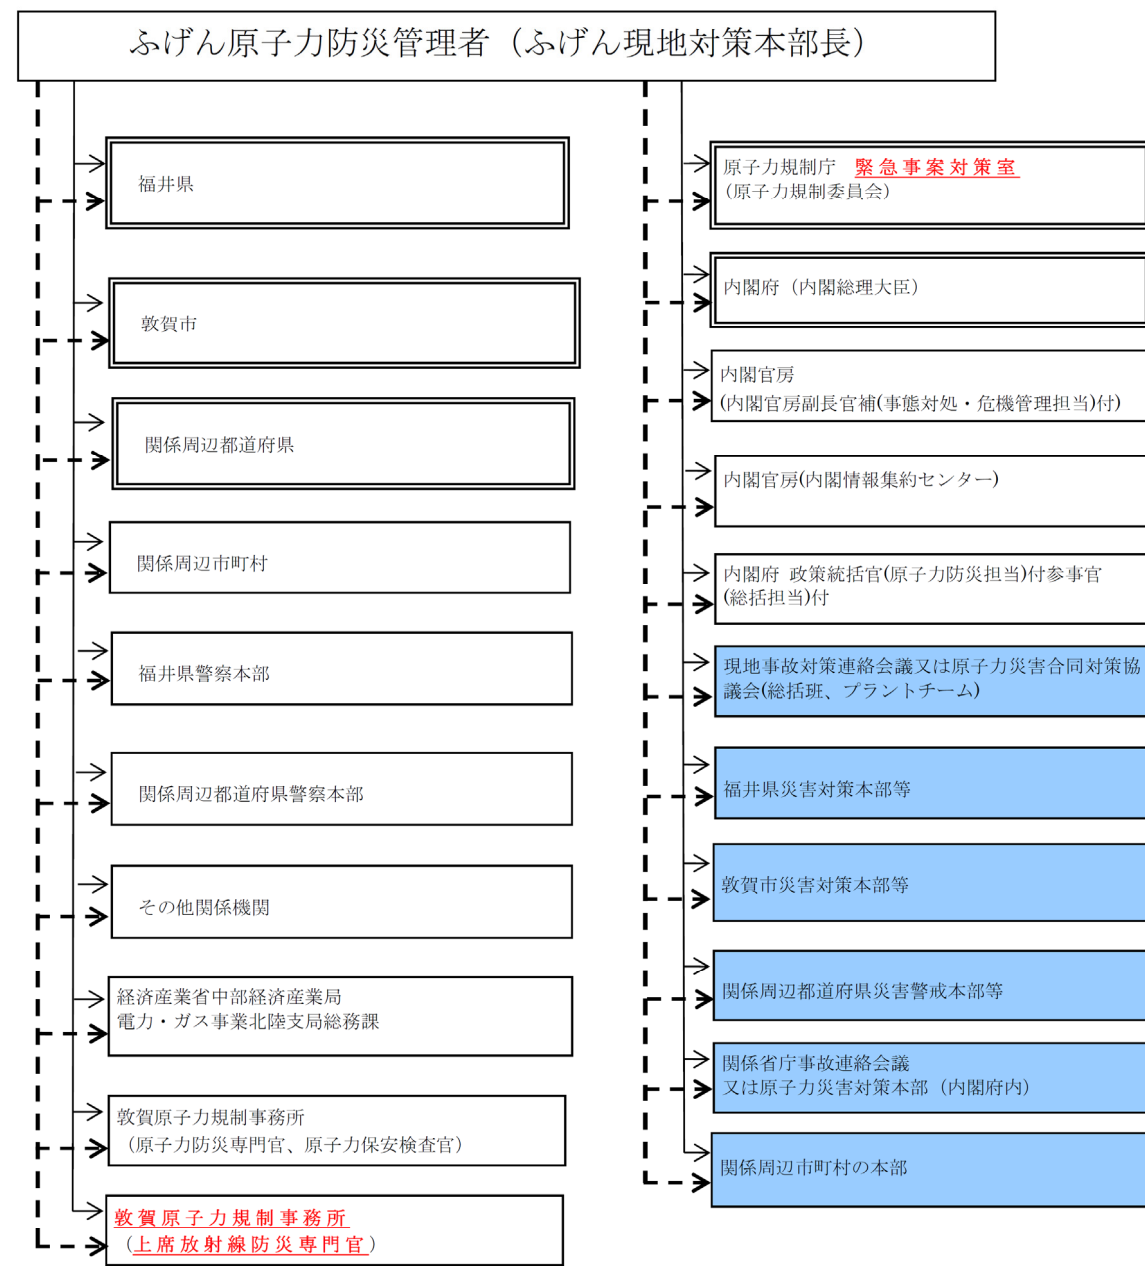 ふげん原子力防災管理者（ふげん現地対策本部長）
福井県
敦賀市
関係周辺都道府県
関係周辺市町村
福井県警察本部
関係周辺都道府県警察本部
その他関係機関
経済産業省中部経済産業局
電力・ガス事業北陸支局総務課
敦賀原子力規制事務所
（原子力防災専門官、原子力保安検査官）
敦賀原子力規制事務所
（上席放射線防災専門官）
原子力規制庁　緊急事案対策室
（原子力規制委員会）
内閣府（内閣総理大臣）
内閣官房
(内閣官房副長官補(事態対処・危機管理担当)付)
内閣官房(内閣情報集約センター)
内閣府 政策統括官(原子力防災担当)付参事官
(総括担当)付
現地事故対策連絡会議又は原子力災害合同対策協
議会(総括班、プラントチーム)
福井県災害対策本部等
敦賀市災害対策本部等
関係周辺都道府県災害警戒本部等
関係省庁事故連絡会議
又は原子力災害対策本部（内閣府内）
関係周辺市町村の本部